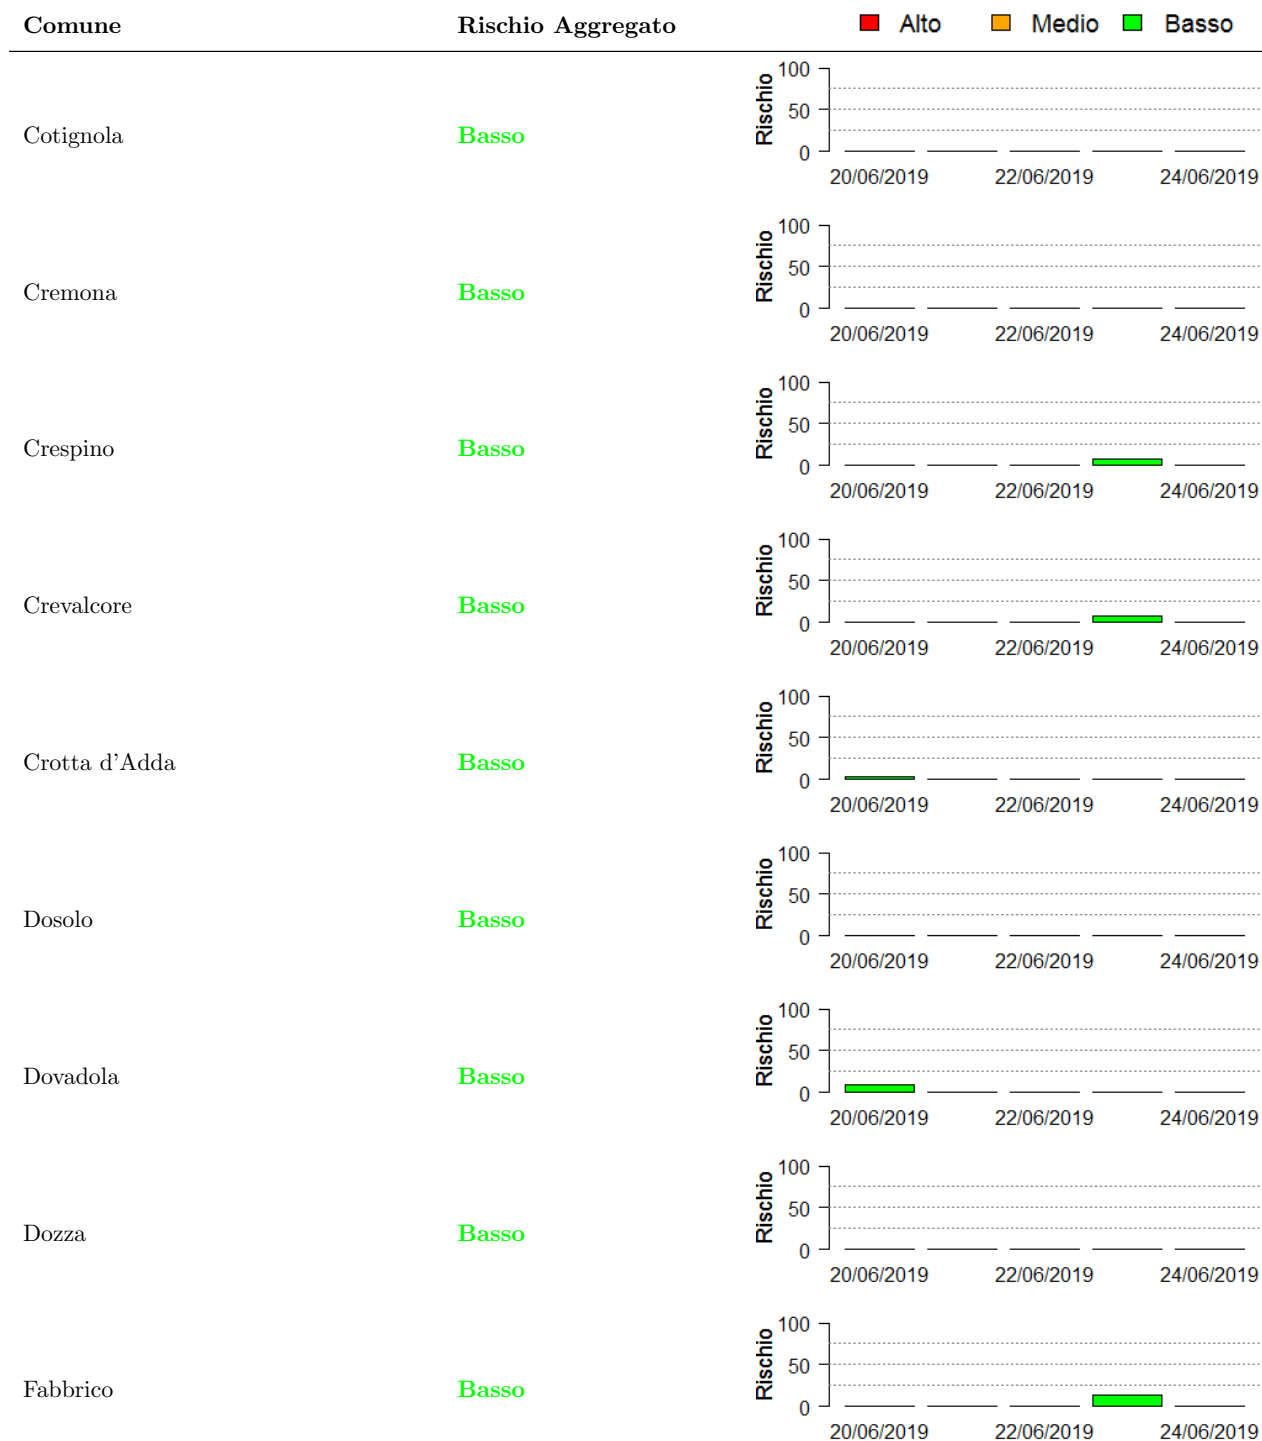 Comune Rischio Aggregato Alto Medio Basso
100
50
0
Rischio
Cotignola Basso
20/06/2019 22/06/2019 24/06/2019
100
50
0
Rischio
Cremona Basso
20/06/2019 22/06/2019 24/06/2019
100
50
0
Rischio
Crespino Basso
20/06/2019 22/06/2019 24/06/2019
100
50
0
Rischio
Crevalcore Basso
20/06/2019 22/06/2019 24/06/2019
100
50
0
Rischio
Crotta d'Adda Basso
20/06/2019 22/06/2019 24/06/2019
100
50
0
Rischio
Dosolo Basso
20/06/2019 22/06/2019 24/06/2019
100
50
0
Rischio
Dovadola Basso
20/06/2019 22/06/2019 24/06/2019
100
50
0
Rischio
Dozza Basso
20/06/2019 22/06/2019 24/06/2019
100
50
0
Rischio
Fabbrico Basso
20/06/2019 22/06/2019 24/06/2019